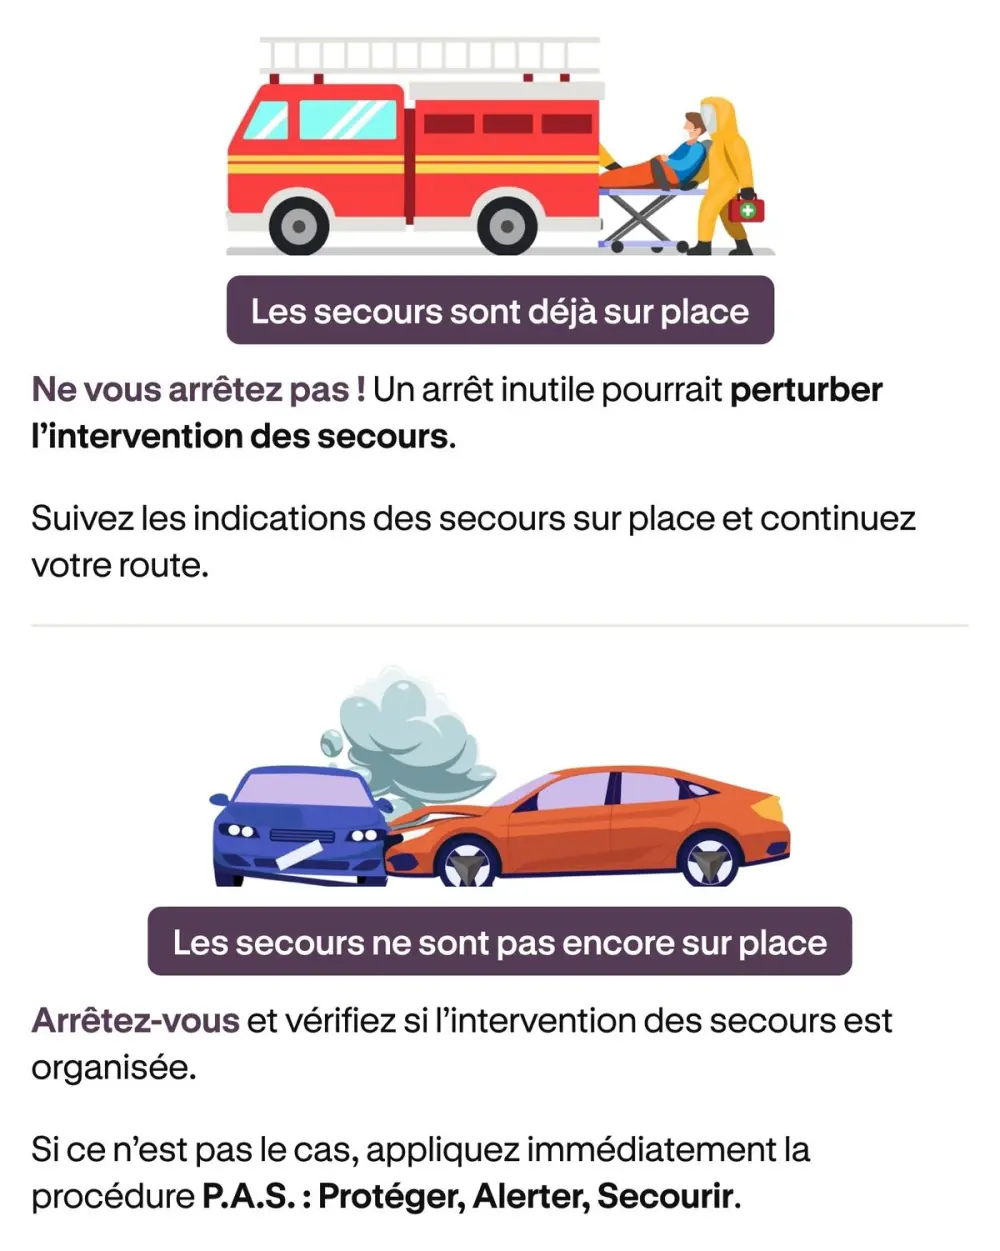 Les secours sont déjà sur place
Ne vous arrêtez pas ! Un arrêt inutile pourrait perturber
l’intervention des secours.
Suivez les indications des secours sur place et continuez
votre route.
Les secours ne sont pas encore sur place
Arrêtez-vous et vérifiez si l’intervention des secours est
organisée.
Si ce n’est pas le cas, appliquez immédiatement la
procédure P.A.S. : Protéger, Alerter, Secourir.